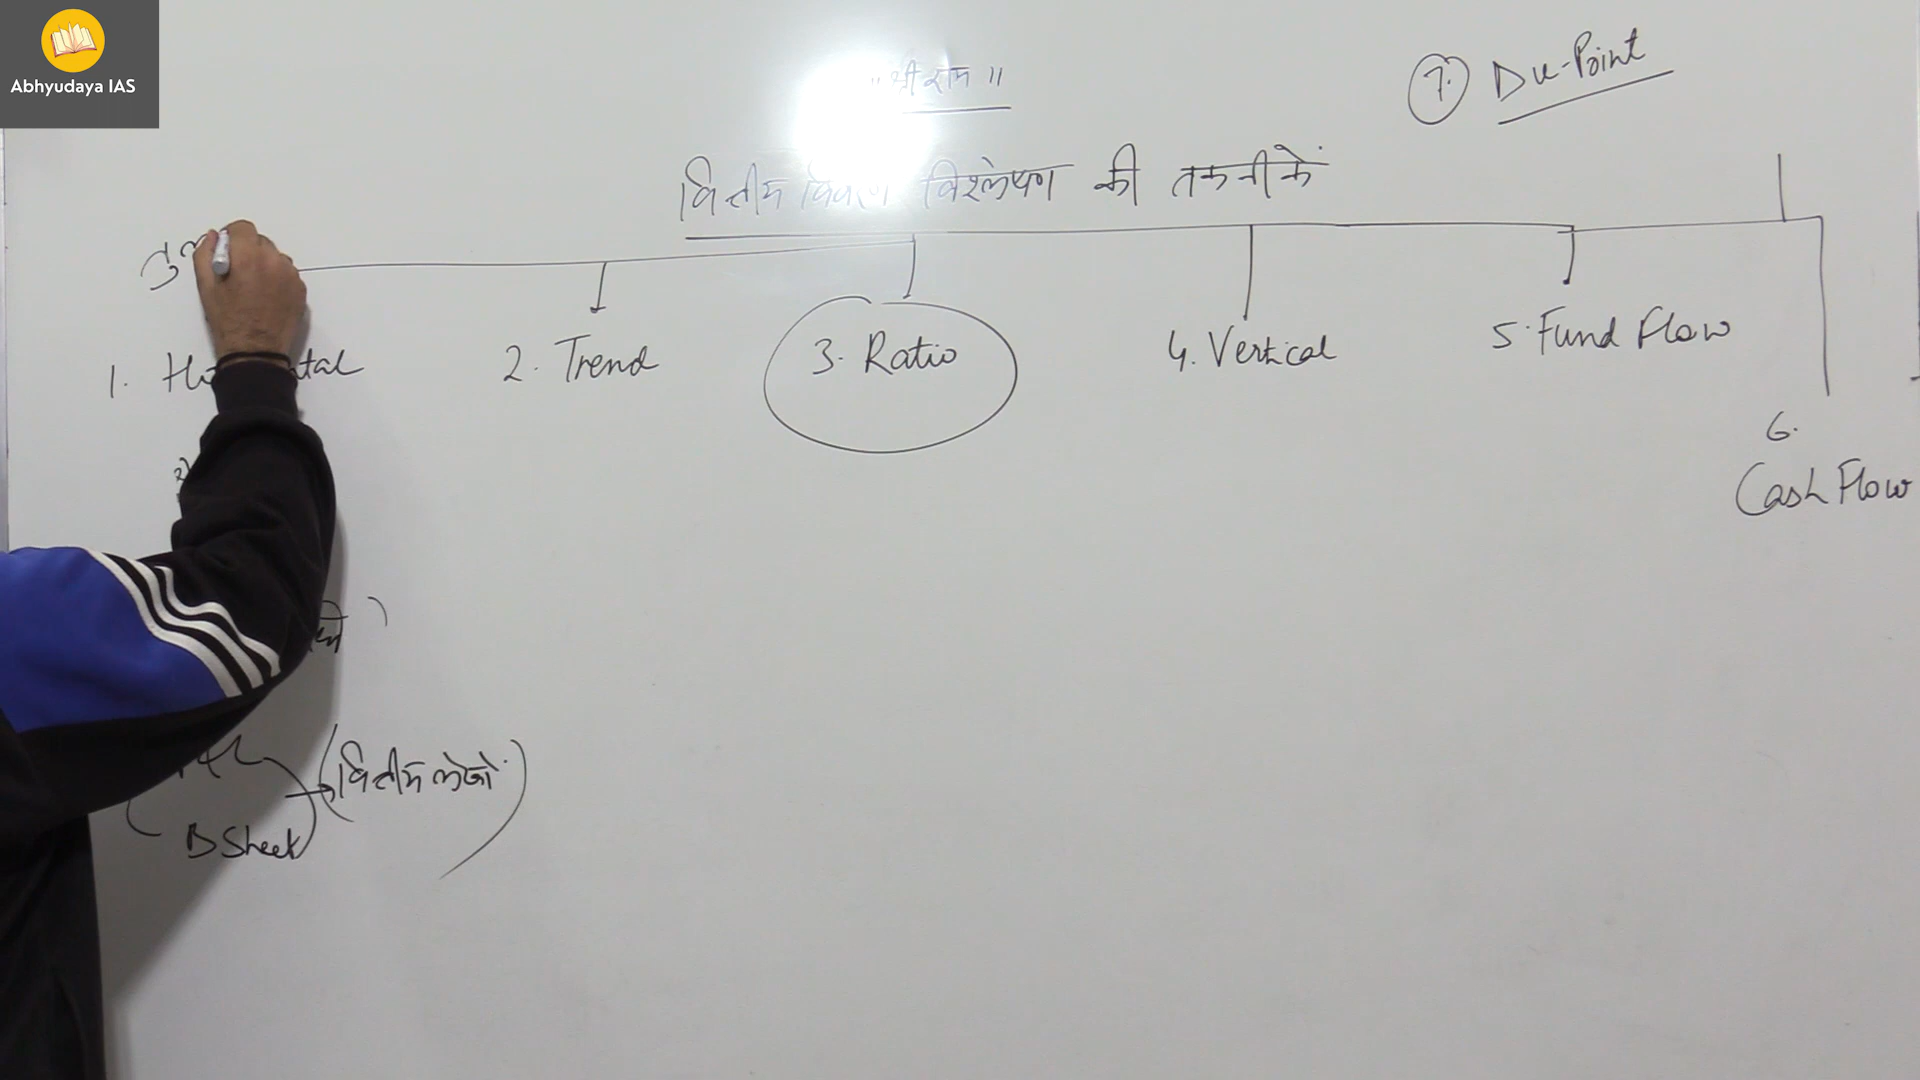 Abhyudaya IAS
॥ श्री राम ॥
7. Du-Point
वित्तीय विवरण विश्लेषण की तकनीकें
2. Trend
3. Ratio
4. Vertical
5. Fund Flow
6.
Cash Flow
1.
(वित्तीय लेखे)
B Sheet